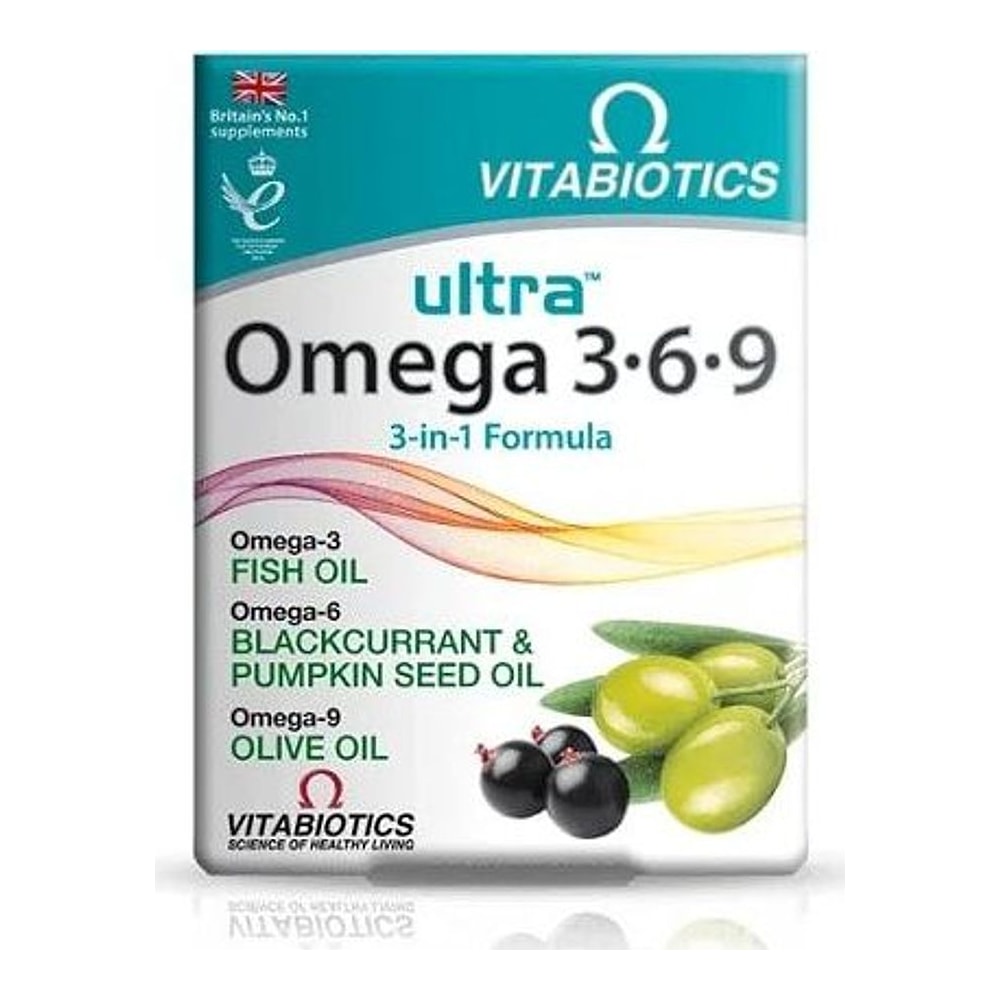 Britain's No.1
supplements
VITABIOTICS
ultra™
Omega 3·6·9
3-in-1 Formula
Omega-3
FISH OIL
Omega-6
BLACKCURRANT &
PUMPKIN SEED OIL
Omega-9
OLIVE OIL
VITABIOTICS
SCIENCE OF HEALTHY LIVING